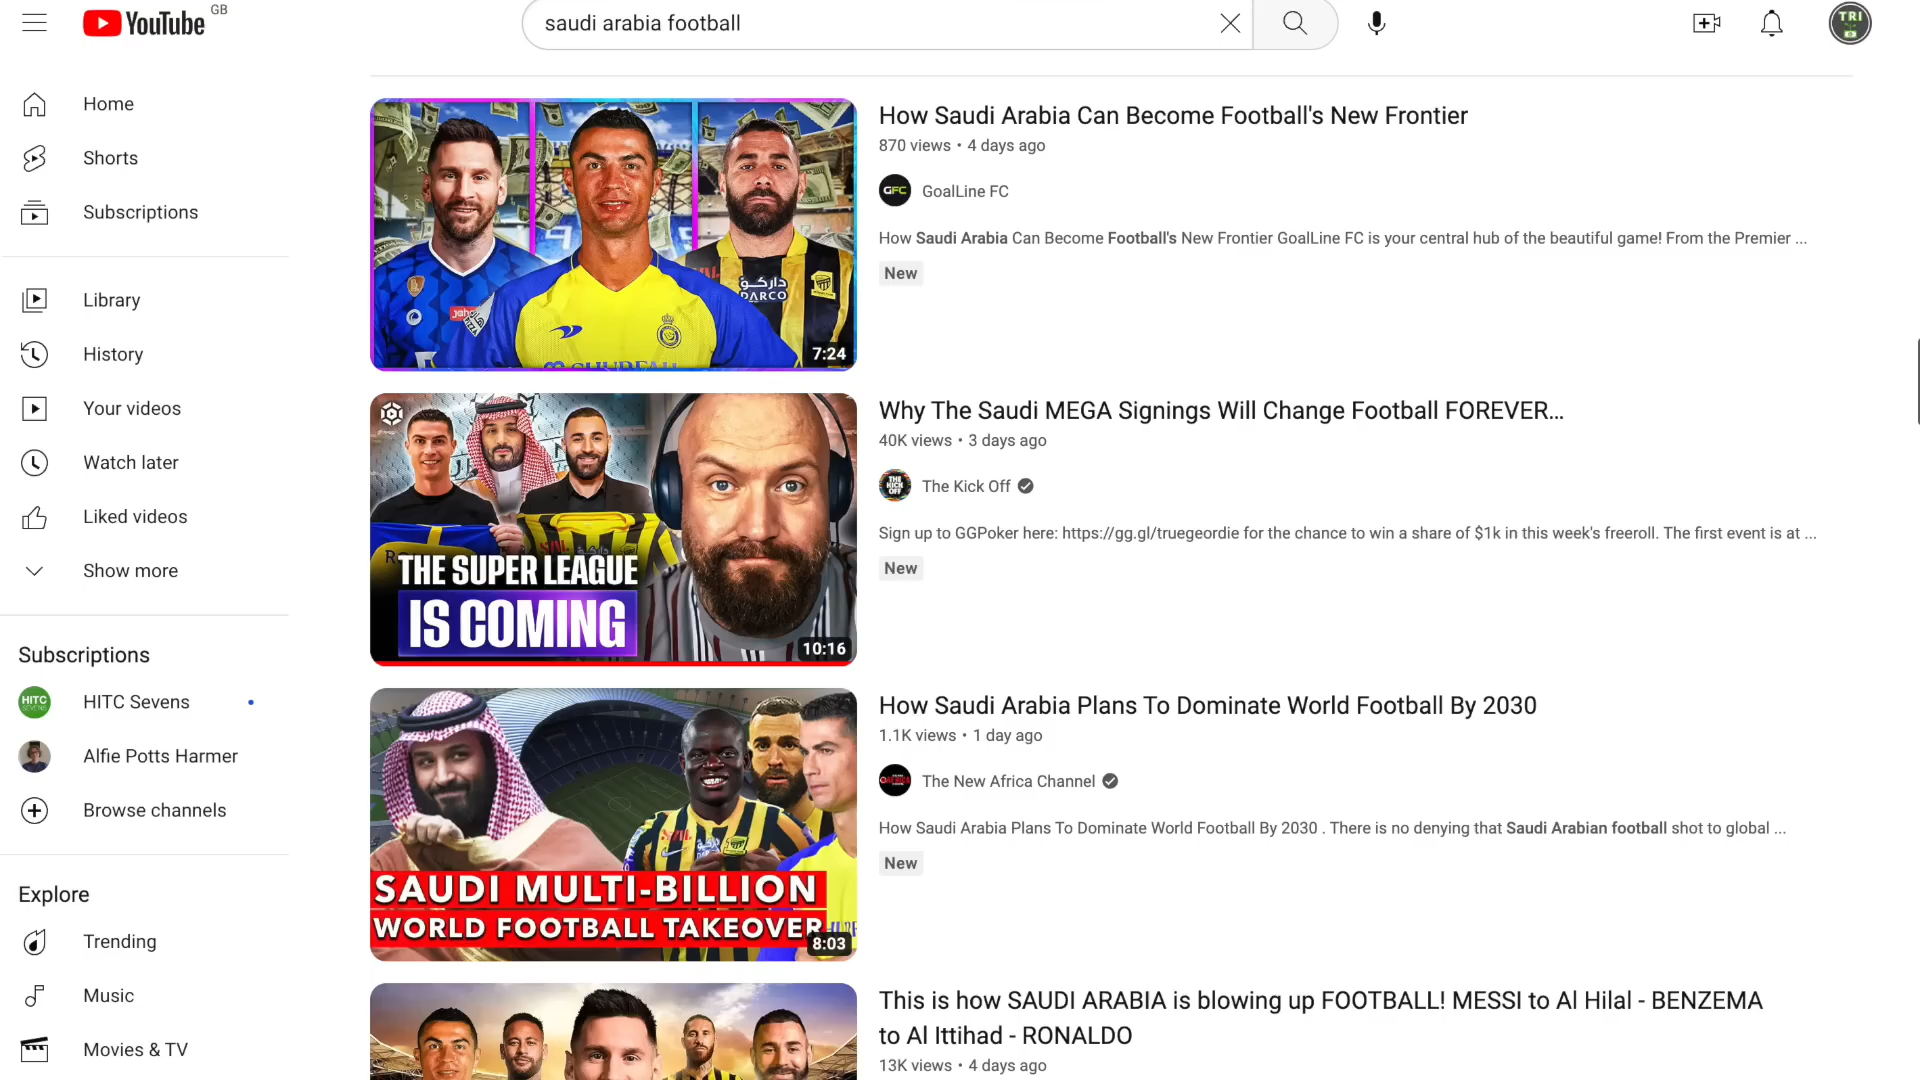 YouTube
GB
saudi arabia football
TRI
Home
Shorts
Subscriptions
Library
History
Your videos
Watch later
Liked videos
Show more
Subscriptions
HITC
SEVENS
HITC Sevens
Alfie Potts Harmer
Browse channels
Explore
Trending
Music
Movies & TV
داركو
DARCO
7:24
How Saudi Arabia Can Become Football's New Frontier
870 views • 4 days ago
GFC
GoalLine FC
How Saudi Arabia Can Become Football's New Frontier GoalLine FC is your central hub of the beautiful game! From the Premier ...
New
THE SUPER LEAGUE
IS COMING
10:16
Why The Saudi MEGA Signings Will Change Football FOREVER...
40K views • 3 days ago
THE
KICK
OFF
The Kick Off
Sign up to GGPoker here: https://gg.gl/truegeordie for the chance to win a share of $1k in this week's freeroll. The first event is at ...
New
SAUDI MULTI-BILLION
WORLD FOOTBALL TAKEOVER
8:03
How Saudi Arabia Plans To Dominate World Football By 2030
1.1K views • 1 day ago
The New Africa Channel
How Saudi Arabia Plans To Dominate World Football By 2030 . There is no denying that Saudi Arabian football shot to global ...
New
This is how SAUDI ARABIA is blowing up FOOTBALL! MESSI to Al Hilal - BENZEMA
to Al Ittihad - RONALDO
13K views • 4 days ago